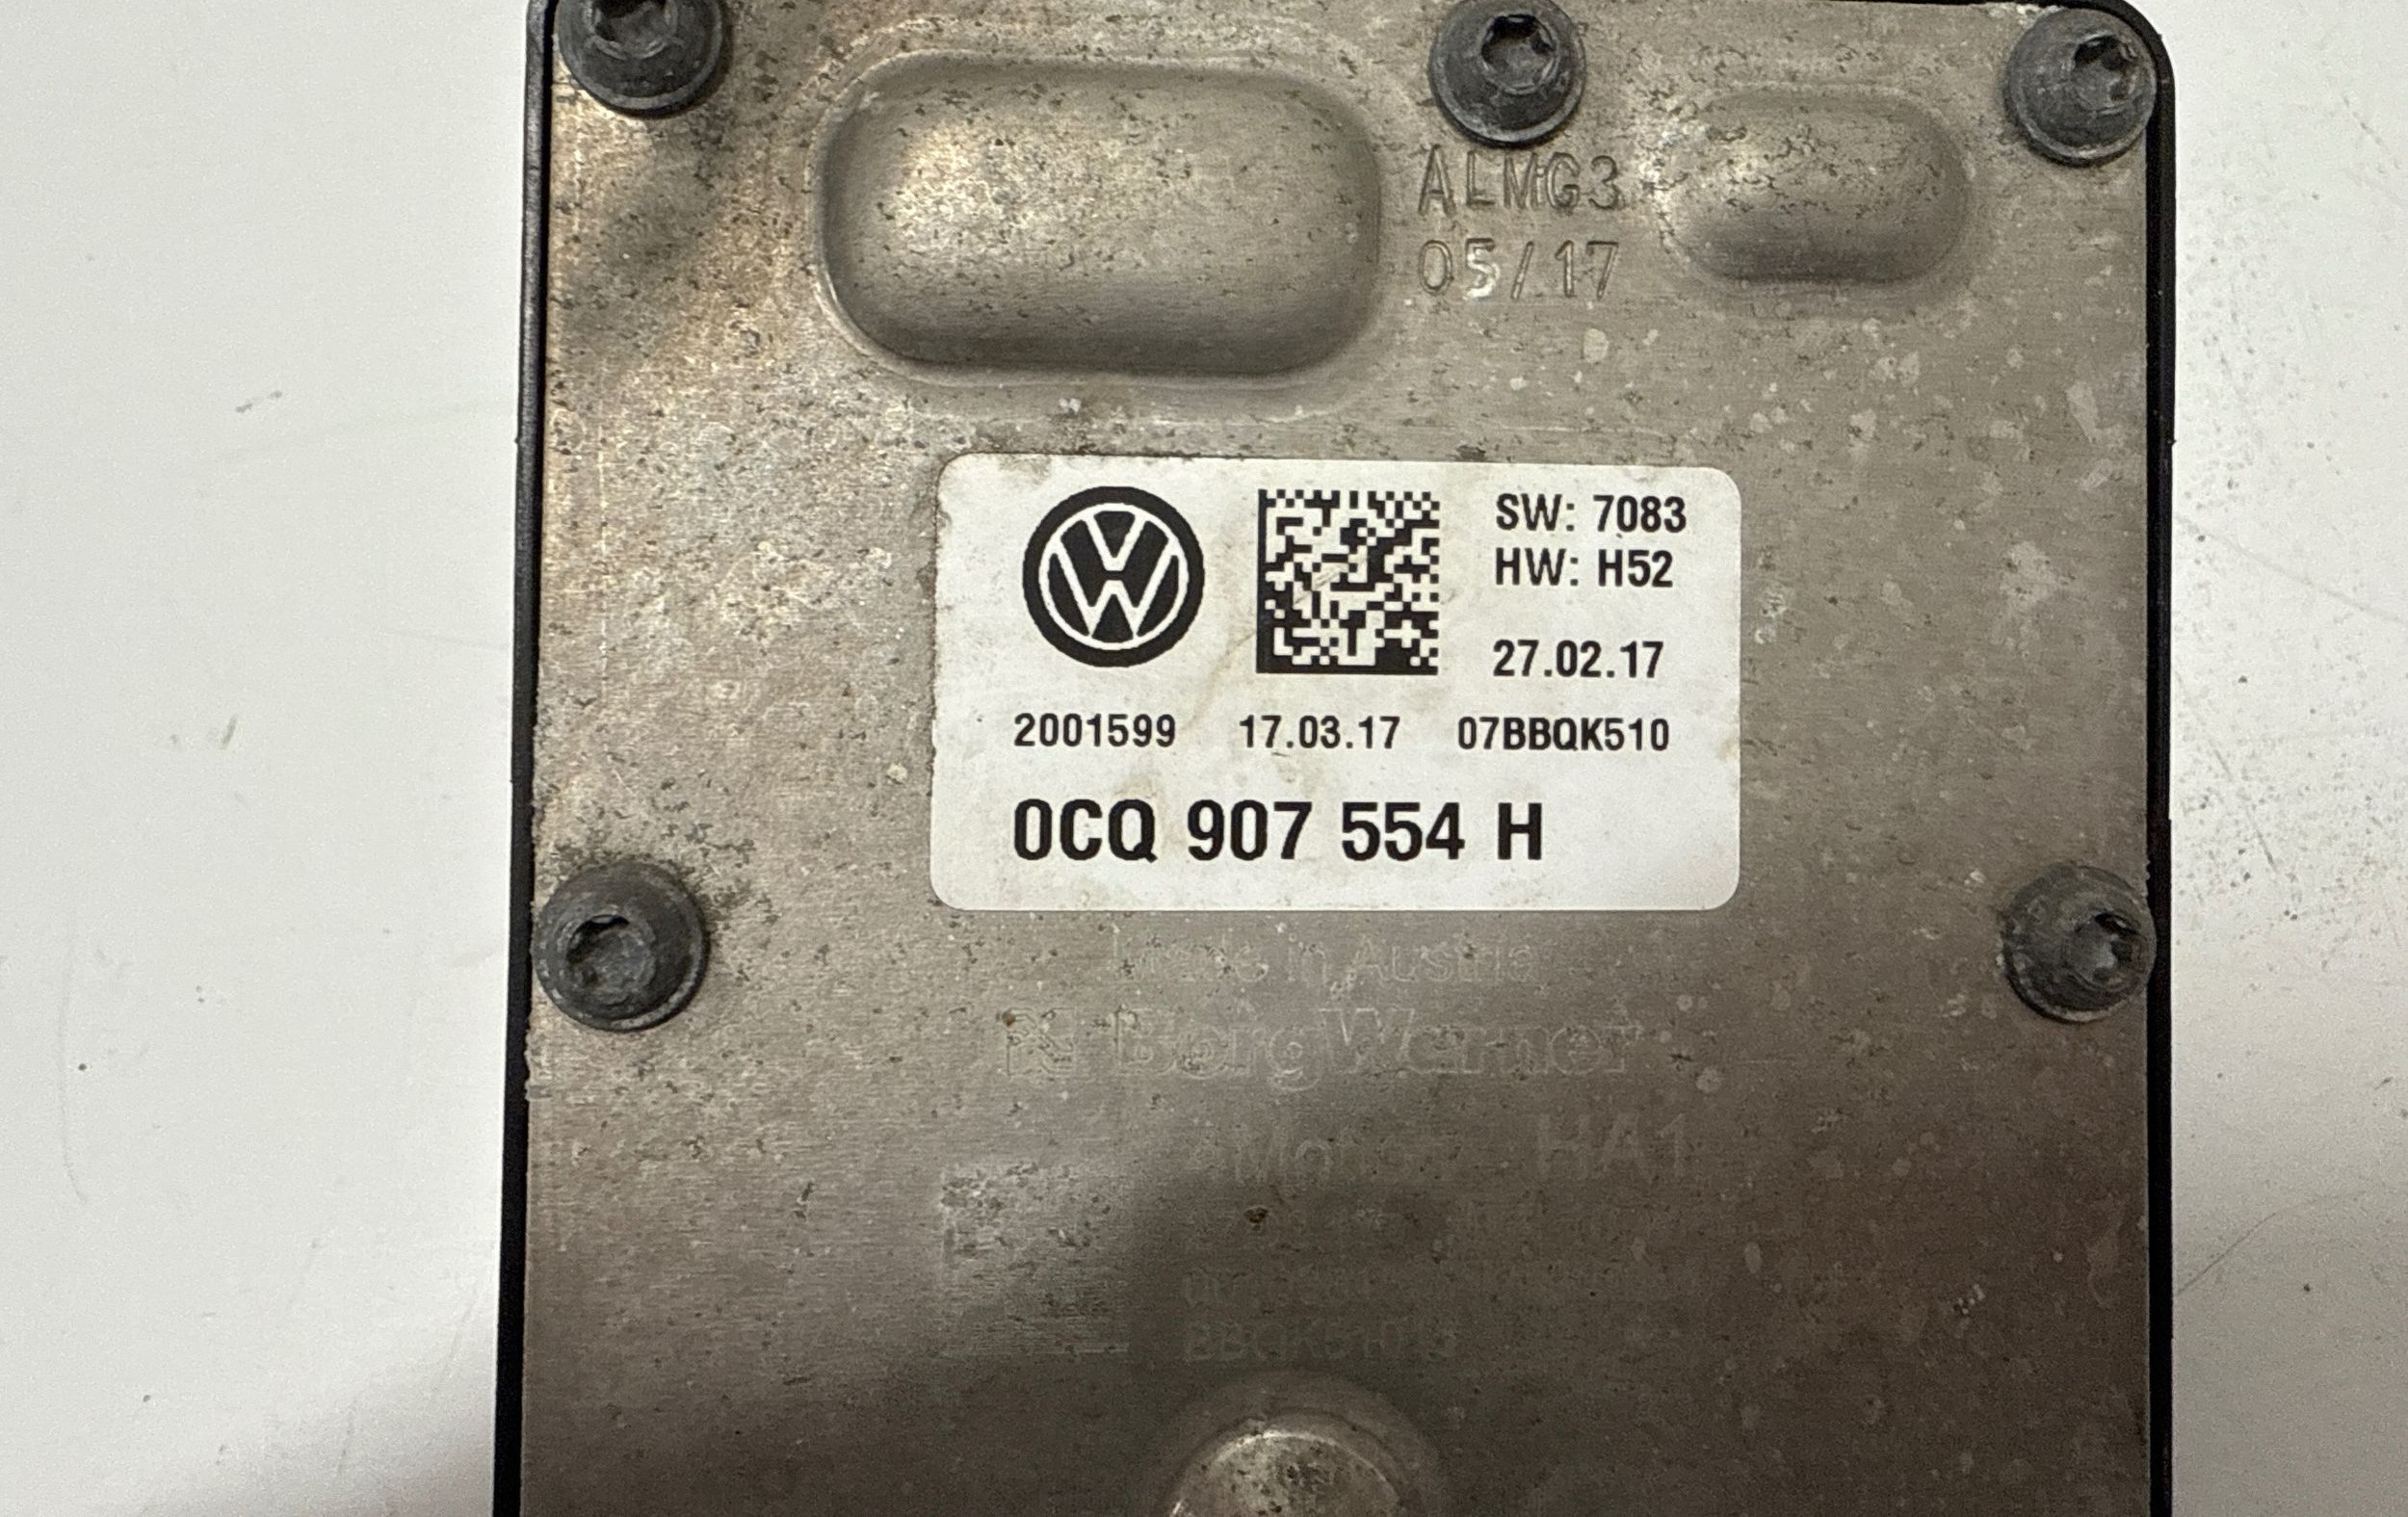 ALMG3
05/17
SW: 7083
HW: H52
27.02.17
2001599 17.03.17 07BBQK510
0CQ 907 554 H
Made in Austria
BorgWarner
HA1